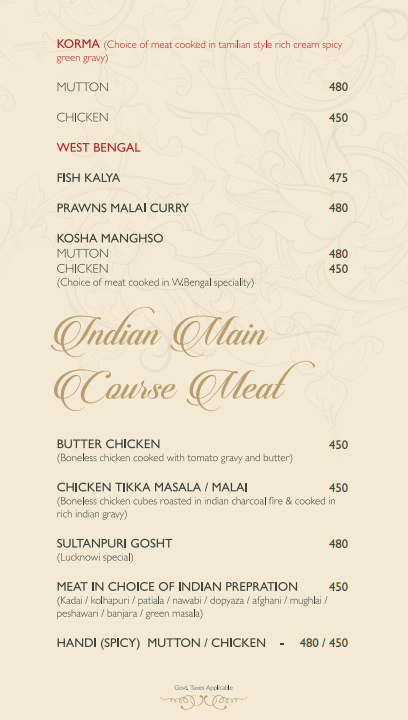 KORMA (Choice of meat cooked in tamilian style rich cream spicy
green gravy)
MUTTON 480
CHICKEN 450
WEST BENGAL
FISH KALYA 475
PRAWNS MALAI CURRY 480
KOSHA MANGHSO
MUTTON 480
CHICKEN 450
(Choice of meat cooked in W.Bengal speciality)
Indian Main
Course Meat
BUTTER CHICKEN 450
(Boneless chicken cooked with tomato gravy and butter)
CHICKEN TIKKA MASALA / MALAI 450
(Boneless chicken cubes roasted in indian charcoal fire & cooked in
rich indian gravy)
SULTANPURI GOSHT 480
(Lucknowi special)
MEAT IN CHOICE OF INDIAN PREPRATION 450
(Kadai / kolhapuri / patiala / nawabi / dopyaza / afghani / mughlai /
peshawari / banjara / green masala)
HANDI (SPICY) MUTTON / CHICKEN - 480 / 450
Govt. Taxes Applicable